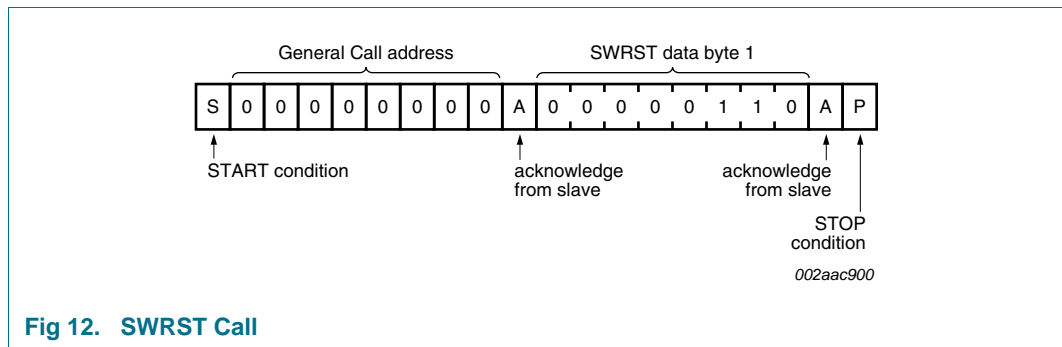 General Call address SWRST data byte 1
S 0 0 0 0 0 0 0 0 A 0 0 0 0 0 1 1 0 A P
START condition
acknowledge
from slave
acknowledge
from slave
STOP
condition
002aac900
Fig 12. SWRST Call